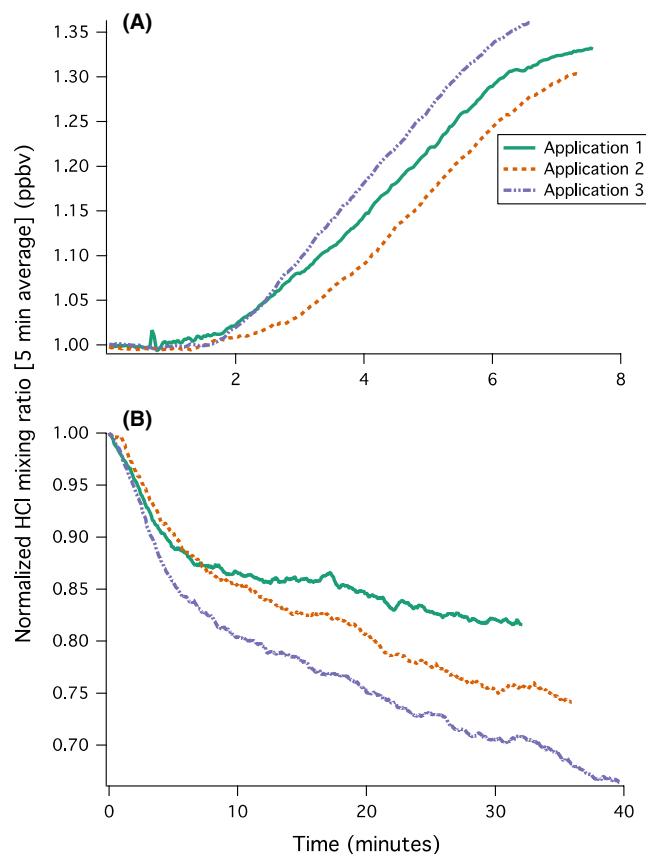 (A)
1.35
1.30
1.25
1.20
1.15
1.10
1.05
1.00
Application 1
Application 2
Application 3
2 4 6 8
Normalized HCl mixing ratio [5 min average] (ppbv)
(B)
1.00
0.95
0.90
0.85
0.80
0.75
0.70
0 10 20 30 40
Time (minutes)